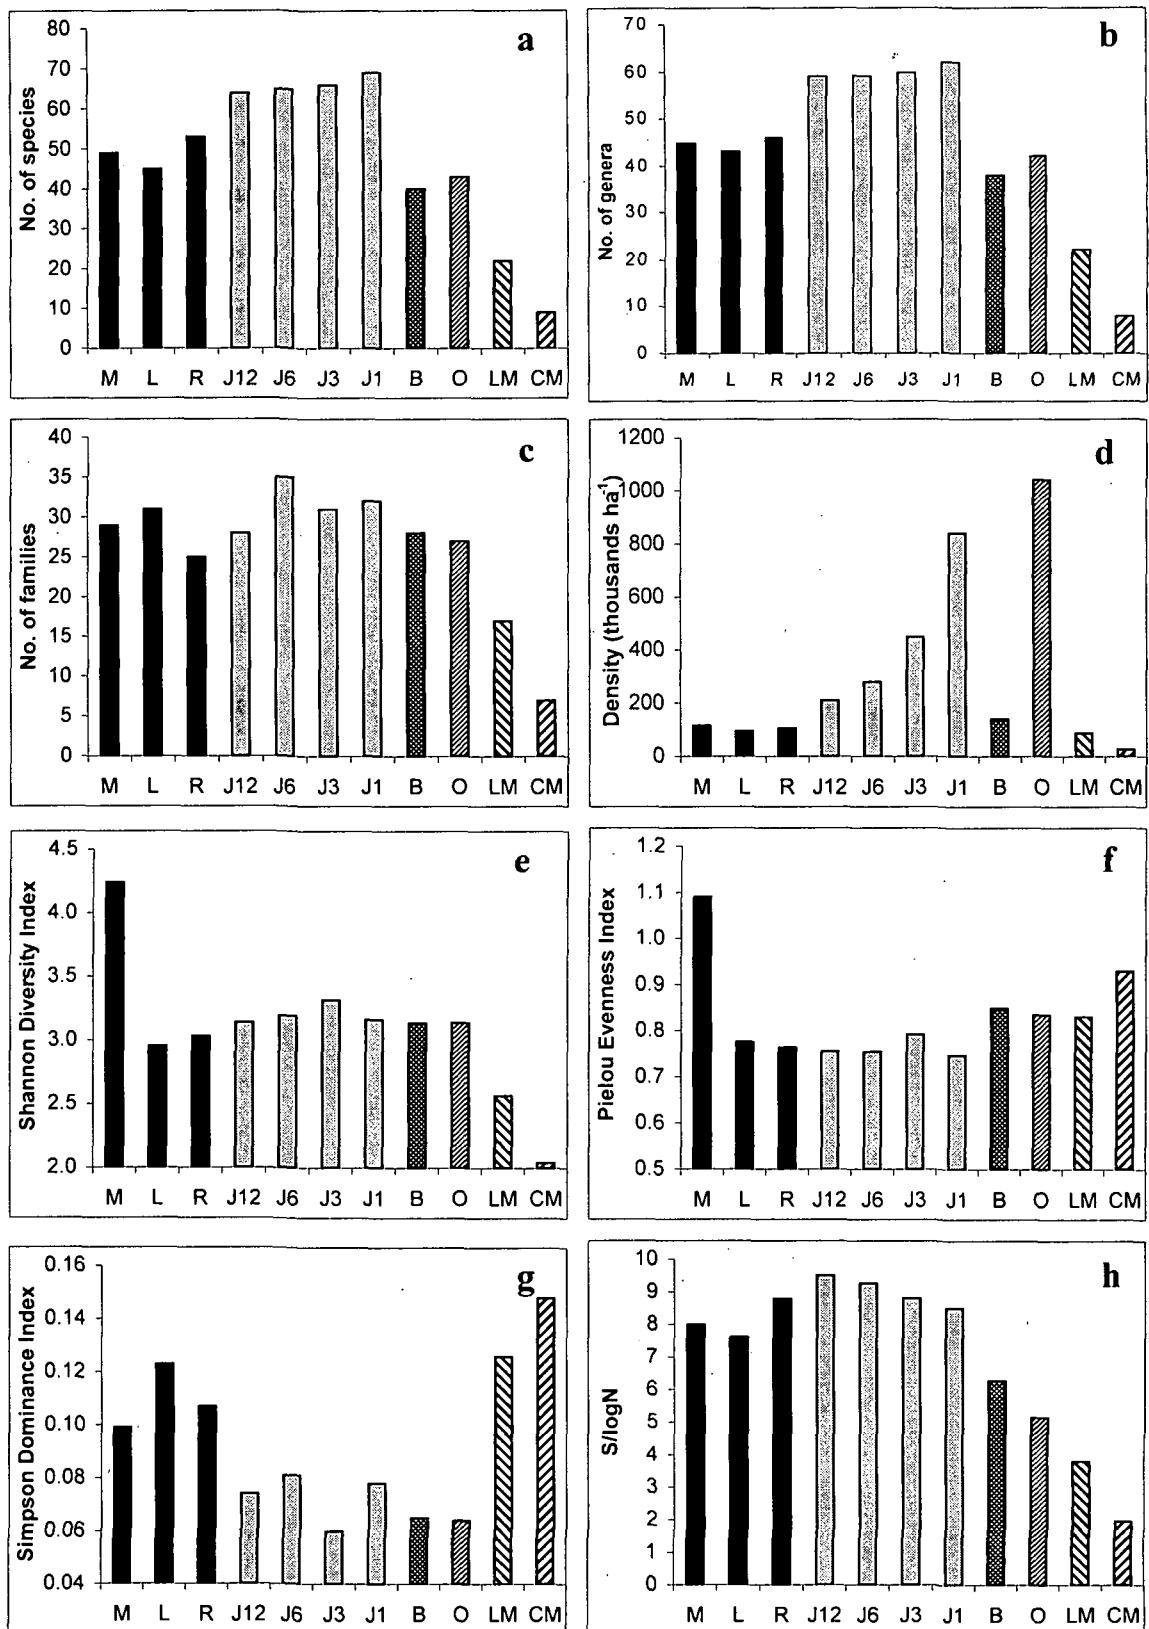 a
No. of species
80
70
60
50
40
30
20
10
0
M L R J12 J6 J3 J1 B O LM CM
b
No. of genera
70
60
50
40
30
20
10
0
M L R J12 J6 J3 J1 B O LM CM
c
No. of families
40
35
30
25
20
15
10
5
0
M L R J12 J6 J3 J1 B O LM CM
d
Density (thousands ha⁻¹)
1200
1000
800
600
400
200
0
M L R J12 J6 J3 J1 B O LM CM
e
Shannon Diversity Index
4.5
4.0
3.5
3.0
2.5
2.0
M L R J12 J6 J3 J1 B O LM CM
f
Pielou Evenness Index
1.2
1.1
1.0
0.9
0.8
0.7
0.6
0.5
M L R J12 J6 J3 J1 B O LM CM
g
Simpson Dominance Index
0.16
0.14
0.12
0.10
0.08
0.06
0.04
M L R J12 J6 J3 J1 B O LM CM
h
S/logN
10
9
8
7
6
5
4
3
2
1
0
M L R J12 J6 J3 J1 B O LM CM